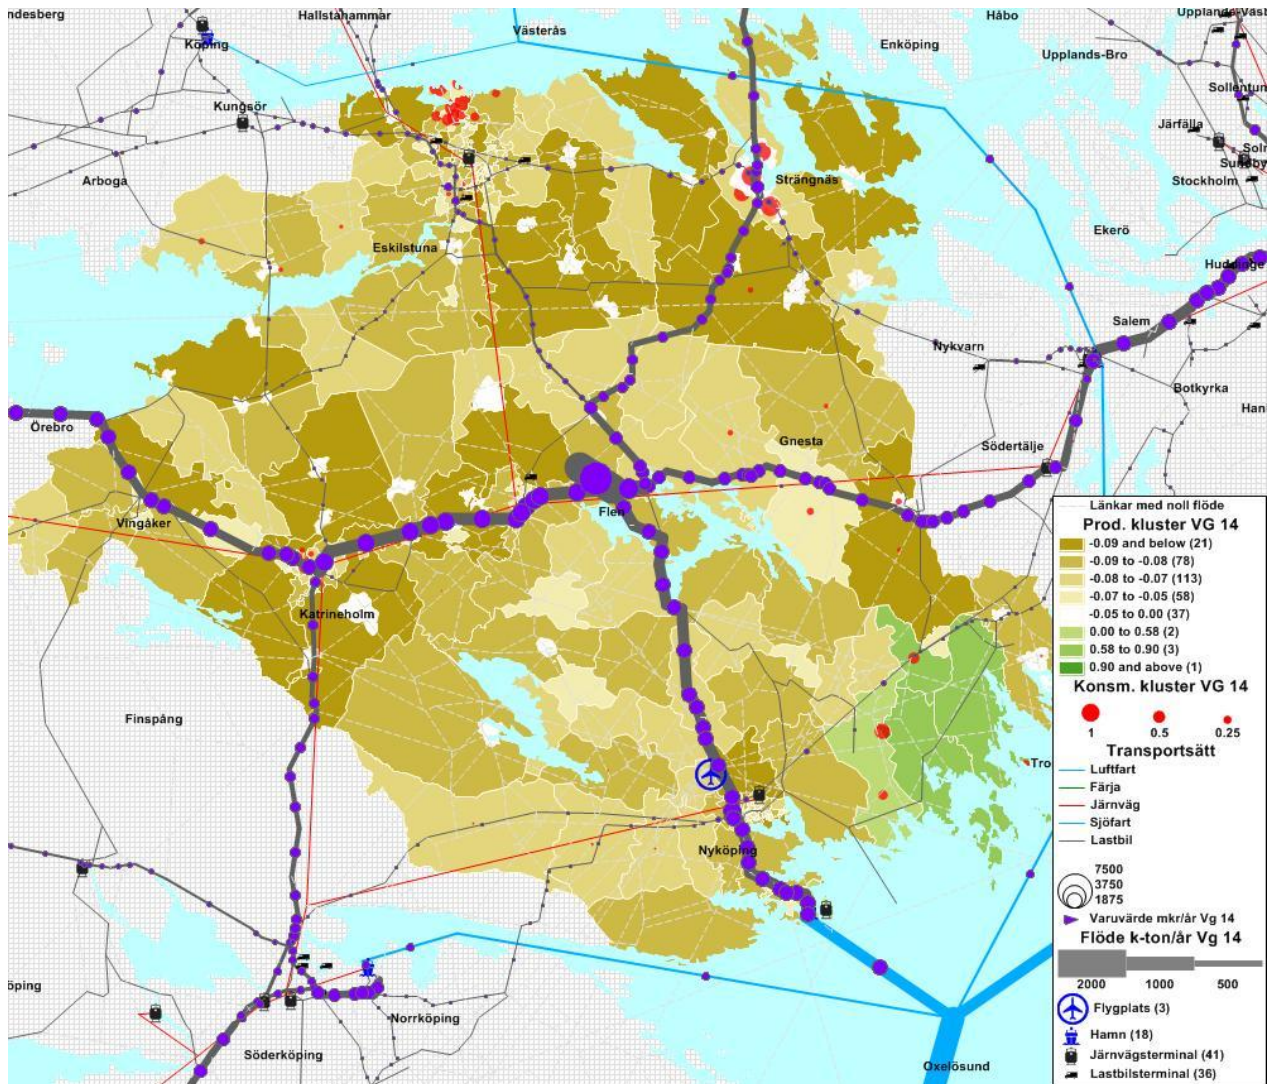 ndesberg
Hallstahammar
Västerås
Håbo
Köping
Enköping
Upplands-Bro
Kungsör
Järfälla
Arboga
Strängnäs
Stockholm
Ekerö
Eskilstuna
Huddinge
Salem
Nykvarn
Botkyrka
Örebro
Gnesta
Södertälje
Vingåker
Flen
Katrineholm
Finspång
Tro
Nyköping
öping
Norrköping
Söderköping
Oxelösund
Länkar med noll flöde
Prod. kluster VG 14
-0.09 and below (21)
-0.09 to -0.08 (78)
-0.08 to -0.07 (113)
-0.07 to -0.05 (58)
-0.05 to 0.00 (37)
0.00 to 0.58 (2)
0.58 to 0.90 (3)
0.90 and above (1)
Konsm. kluster VG 14
1 0.5 0.25
Transportsätt
Luftfart
Färja
Järnväg
Sjöfart
Lastbil
7500
3750
1875
Varuvärde mkr/år Vg 14
Flöde k-ton/år Vg 14
2000 1000 500
Flygplats (3)
Hamn (18)
Järnvägsterminal (41)
Lastbilsterminal (36)